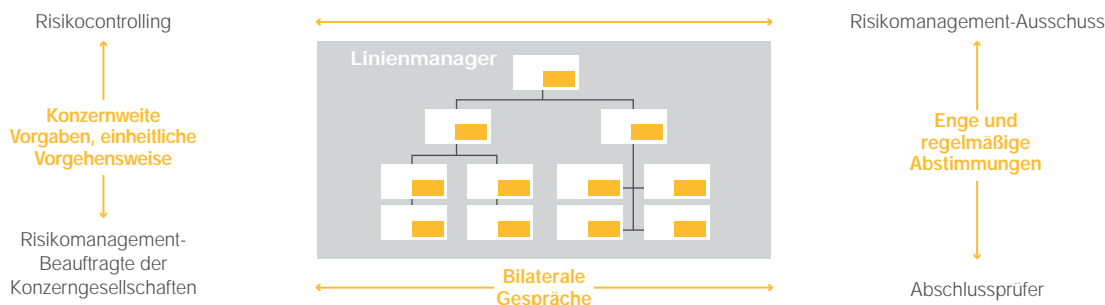 Risikocontrolling
Konzernweite
Vorgaben, einheitliche
Vorgehensweise
Risikomanagement-
Beauftragte der
Konzerngesellschaften
Linienmanager
Bilaterale
Gespräche
Risikomanagement-Ausschuss
Enge und
regelmäßige
Abstimmungen
Abschlussprüfer